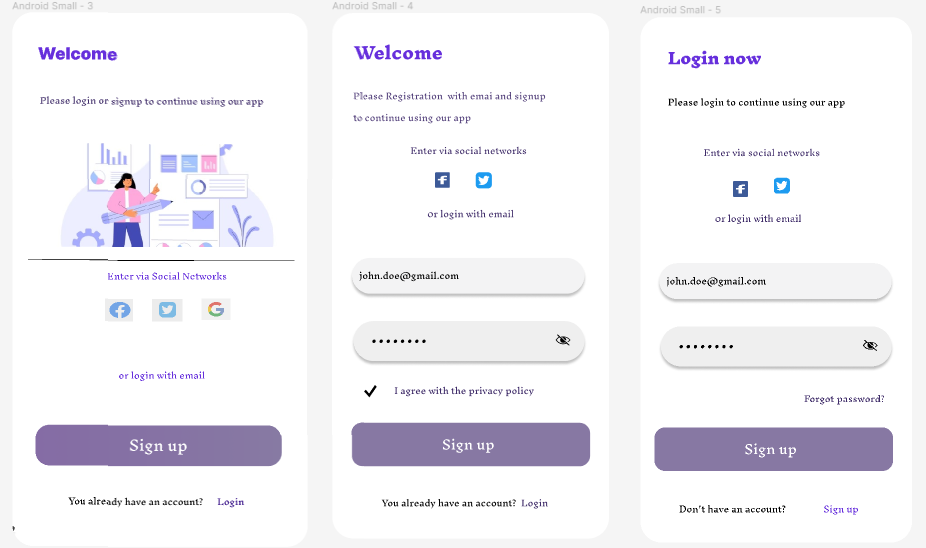 Android Small - 3
Welcome
Please login or signup to continue using our app
Enter via Social Networks
or login with email
Sign up
You already have an account? Login
Android Small - 4
Welcome
Please Registration with emai and signup
to continue using our app
Enter via social networks
or login with email
john.doe@gmail.com
I agree with the privacy policy
Sign up
You already have an account? Login
Android Small - 5
Login now
Please login to continue using our app
Enter via social networks
or login with email
john.doe@gmail.com
Forgot password?
Sign up
Don't have an account? Sign up